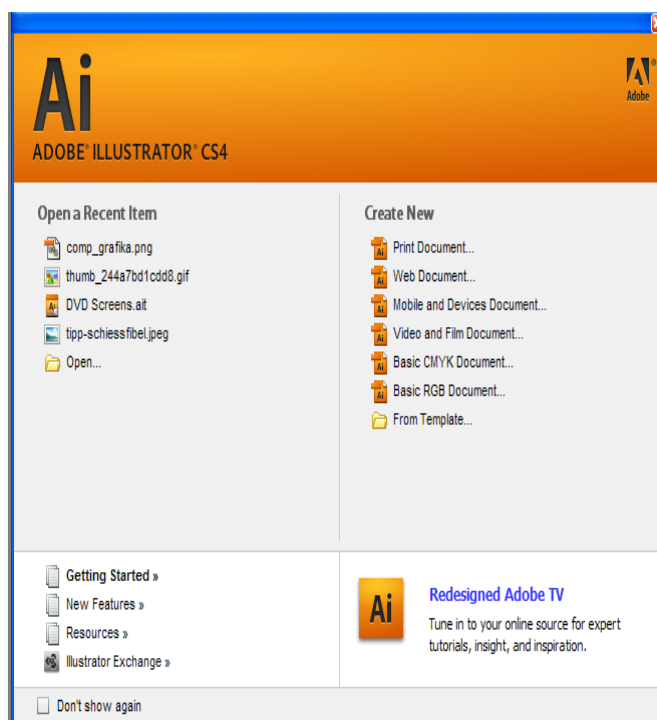 Ai
Adobe
ADOBE® ILLUSTRATOR® CS4
Open a Recent Item
comp_grafika.png
thumb_244a7bd1cdd8.gif
DVD Screens.ait
tipp-schiessfibel.jpeg
Open...
Create New
Print Document...
Web Document...
Mobile and Devices Document...
Video and Film Document...
Basic CMYK Document...
Basic RGB Document...
From Template...
Getting Started »
New Features »
Resources »
Illustrator Exchange »
Ai
Redesigned Adobe TV
Tune in to your online source for expert
tutorials, insight, and inspiration.
Don't show again